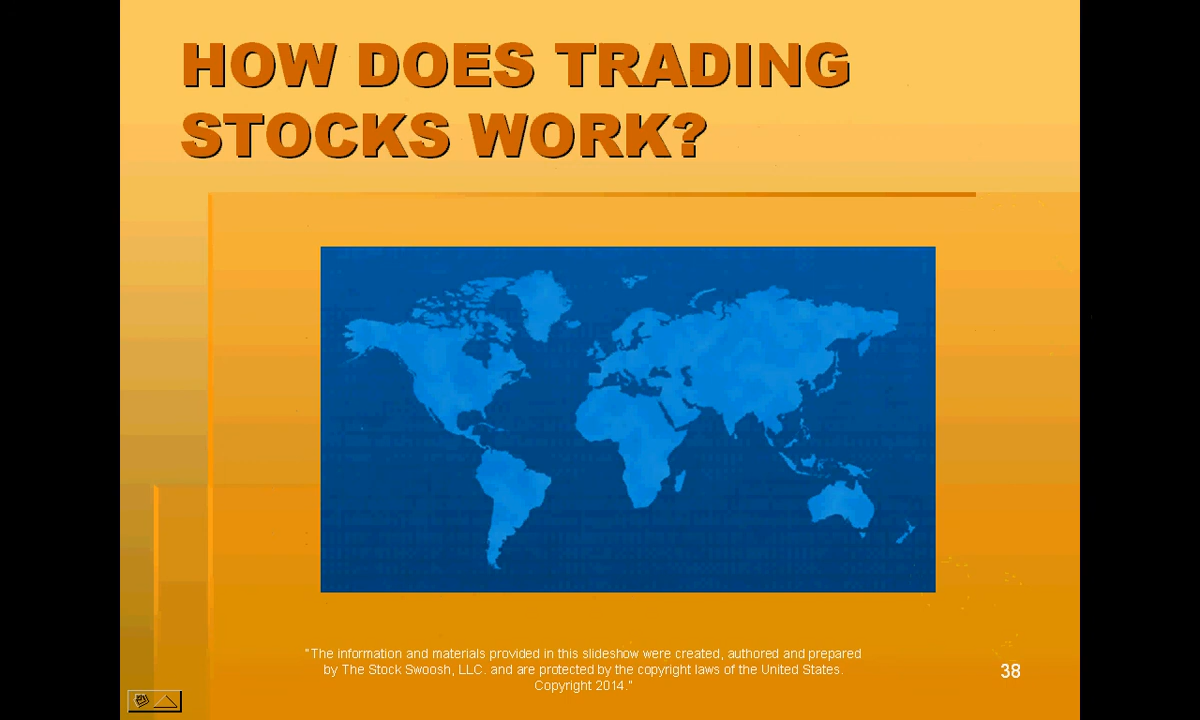 HOW DOES TRADING
STOCKS WORK?
"The information and materials provided in this slideshow were created, authored and prepared
by The Stock Swoosh, LLC. and are protected by the copyright laws of the United States.
Copyright 2014."
38